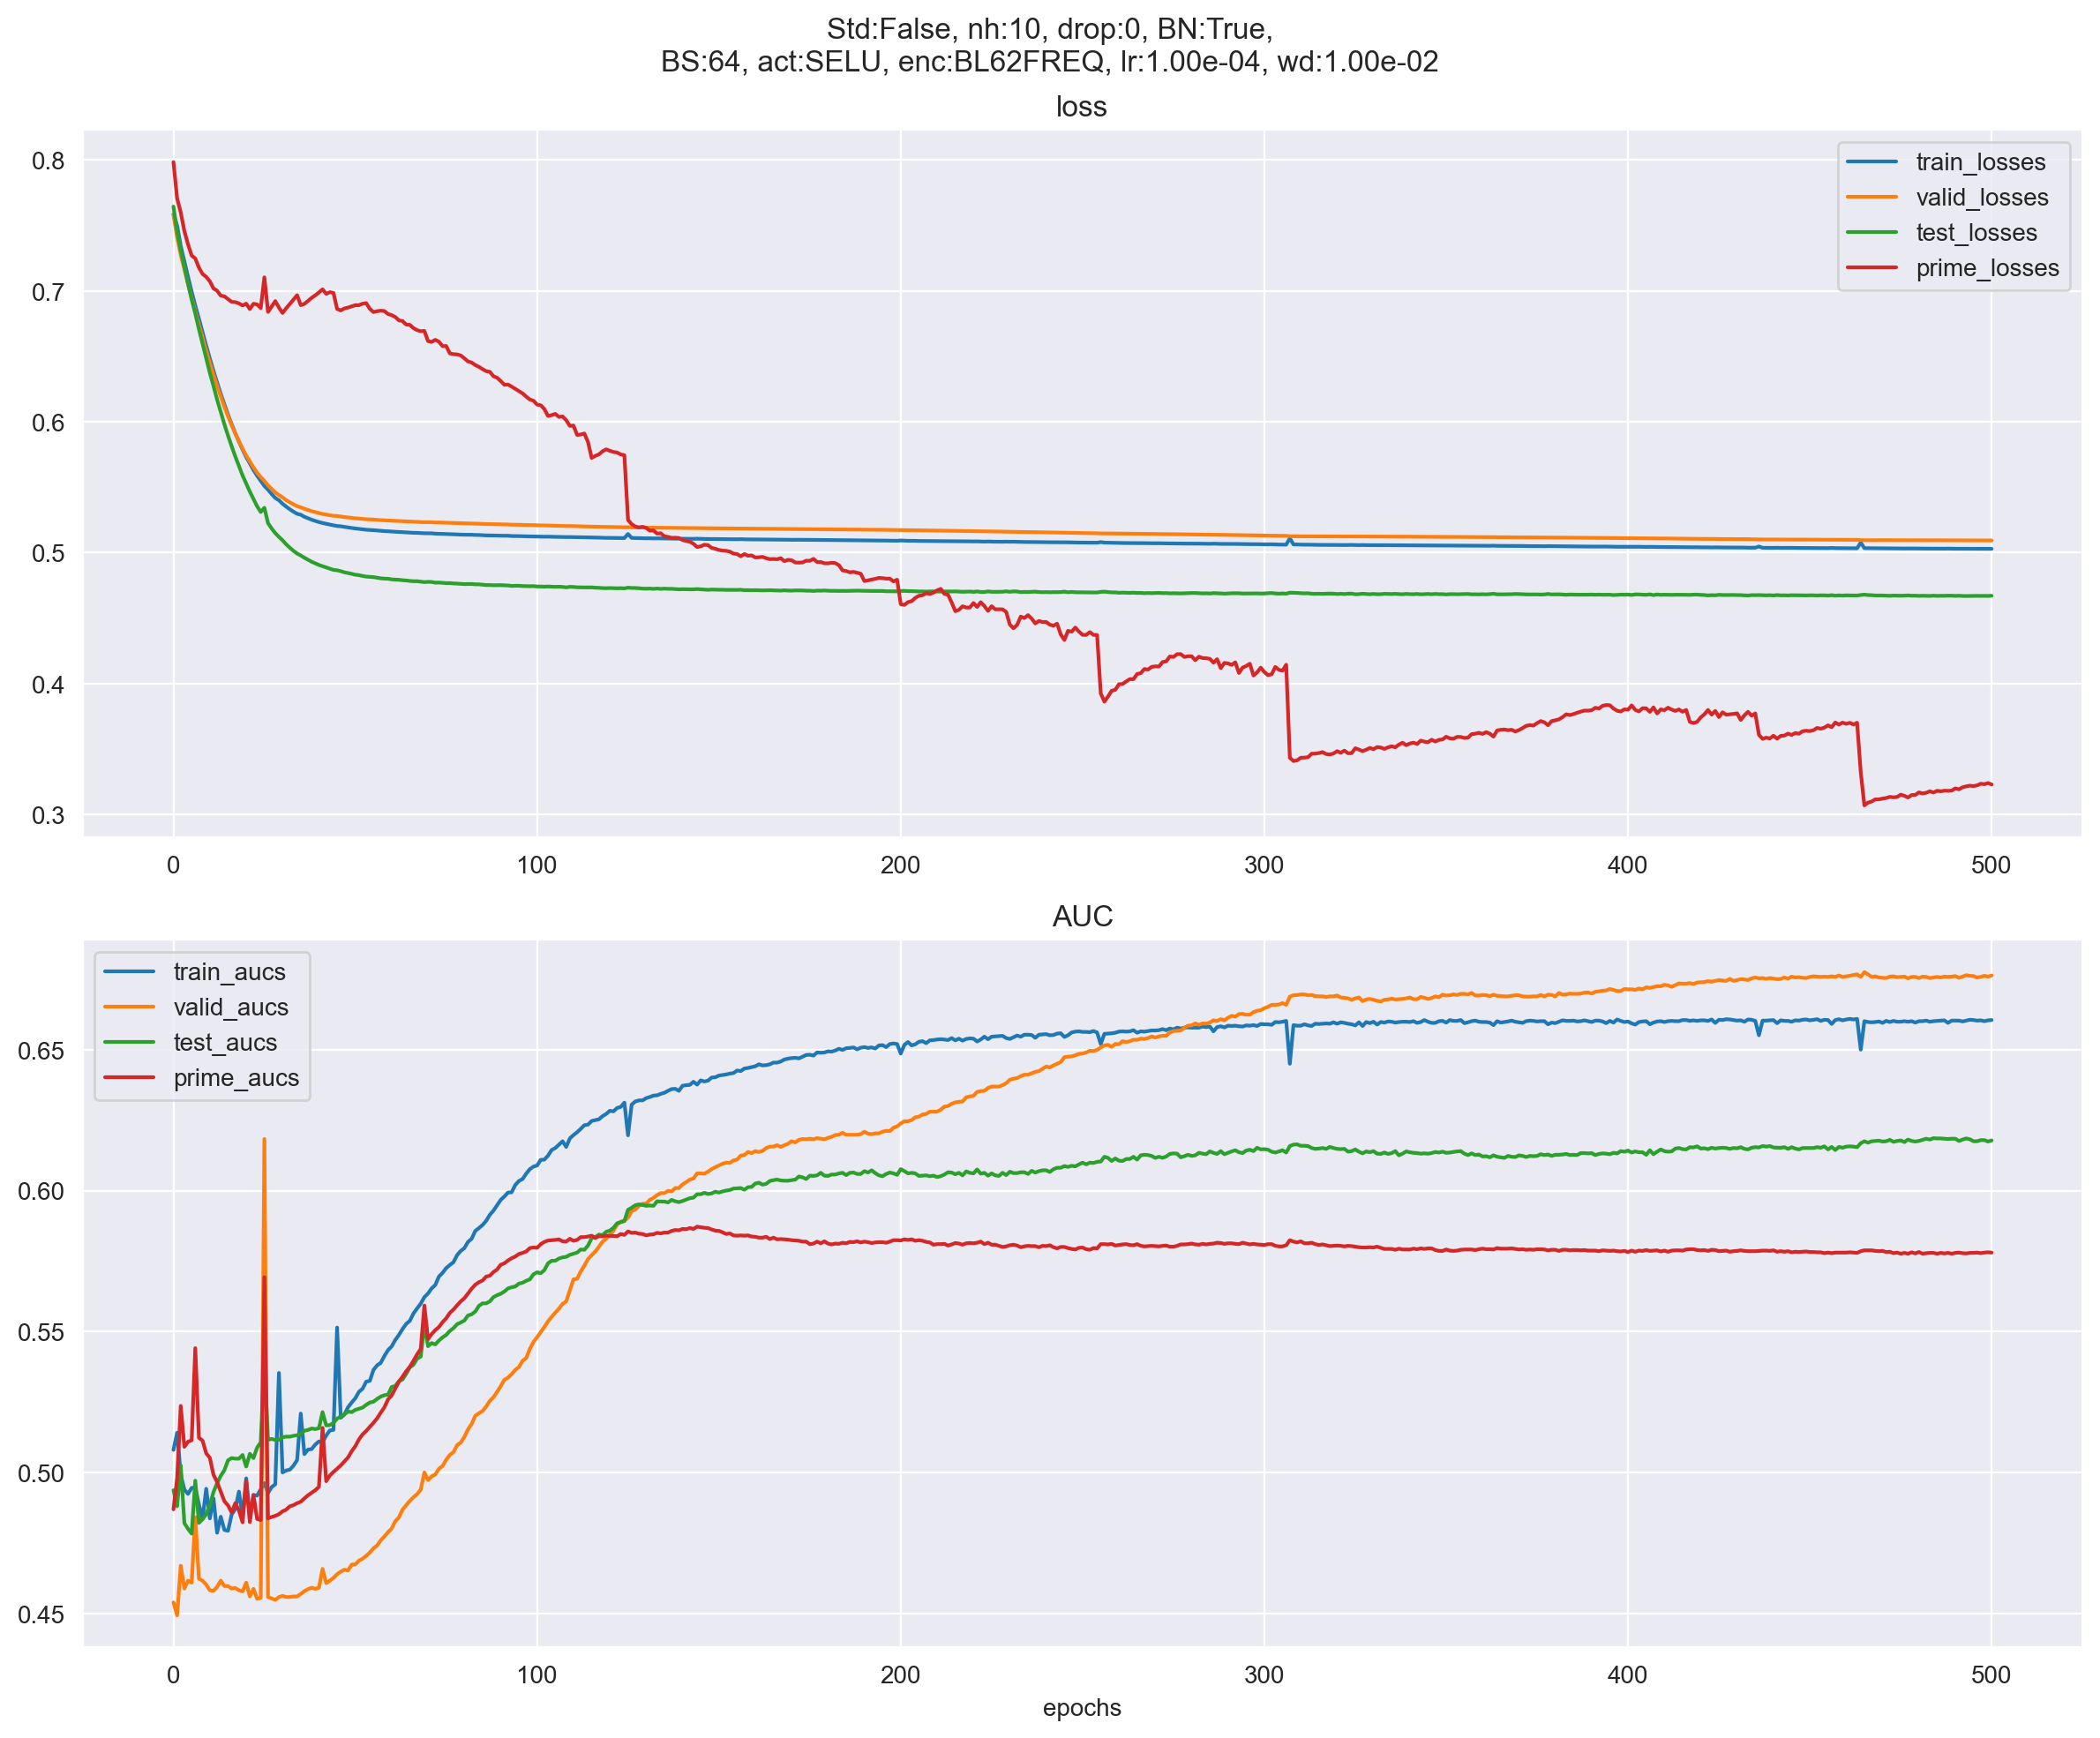 Std:False, nh:10, drop:0, BN:True,
BS:64, act:SELU, enc:BL62FREQ, lr:1.00e-04, wd:1.00e-02
loss
0.8
0.7
0.6
0.5
0.4
0.3
train_losses
valid_losses
test_losses
prime_losses
0 100 200 300 400 500
AUC
0.65
0.60
0.55
0.50
0.45
train_aucs
valid_aucs
test_aucs
prime_aucs
0 100 200 300 400 500
epochs